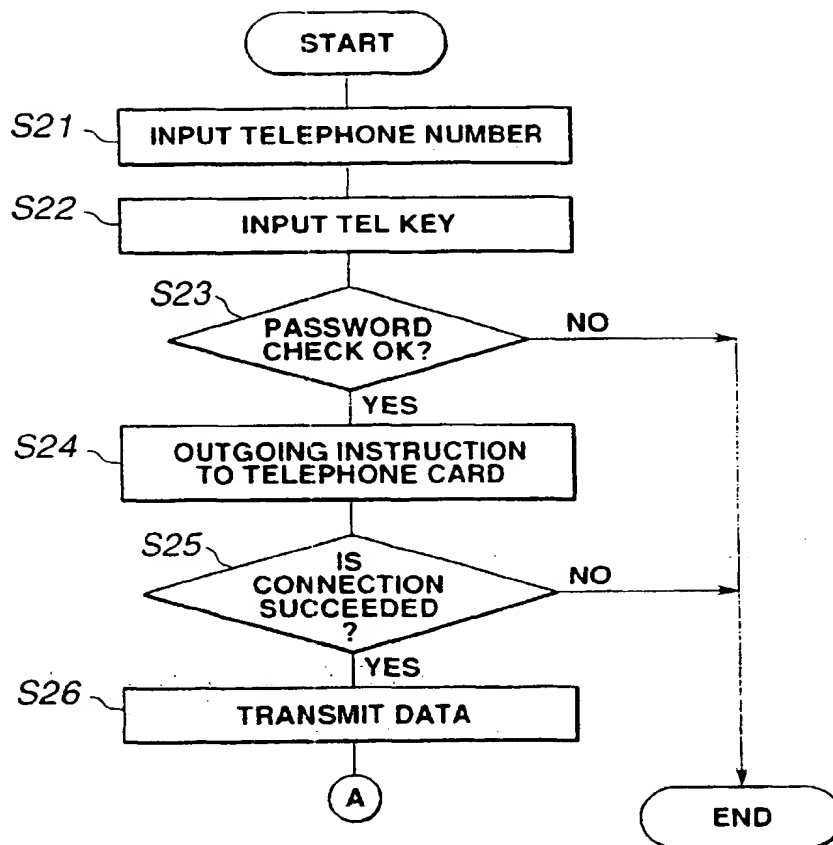 START
S21
INPUT TELEPHONE NUMBER
S22
INPUT TEL KEY
S23
PASSWORD
CHECK OK?
NO
YES
S24
OUTGOING INSTRUCTION
TO TELEPHONE CARD
S25
IS
CONNECTION
SUCCEEDED
?
NO
YES
S26
TRANSMIT DATA
A
END